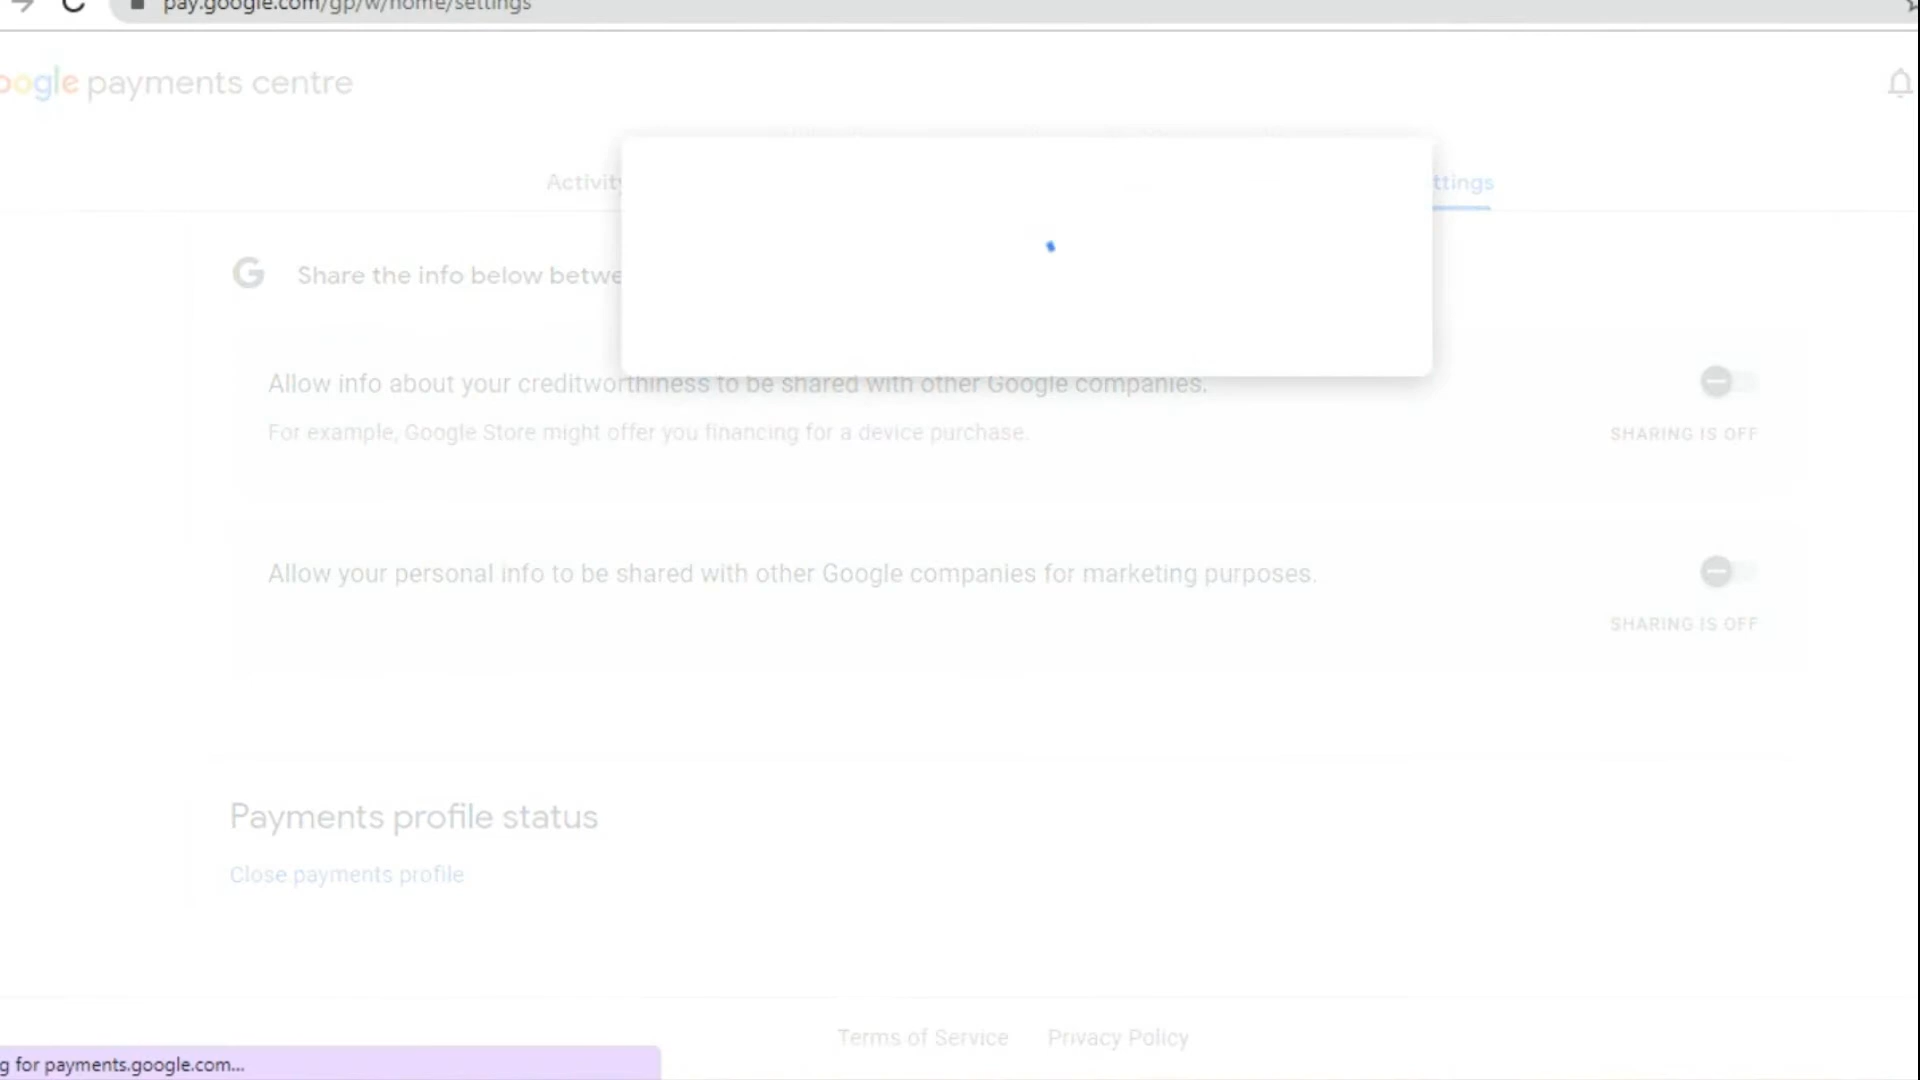 pay.google.com/gp/w/home/settings
oogle payments centre
Activity
ttings
Share the info below betwe
Allow info about your creditworthiness to be shared with other Google companies.
For example, Google Store might offer you financing for a device purchase.
SHARING IS OFF
Allow your personal info to be shared with other Google companies for marketing purposes.
SHARING IS OFF
Payments profile status
Close payments profile
Terms of Service Privacy Policy
g for payments.google.com...